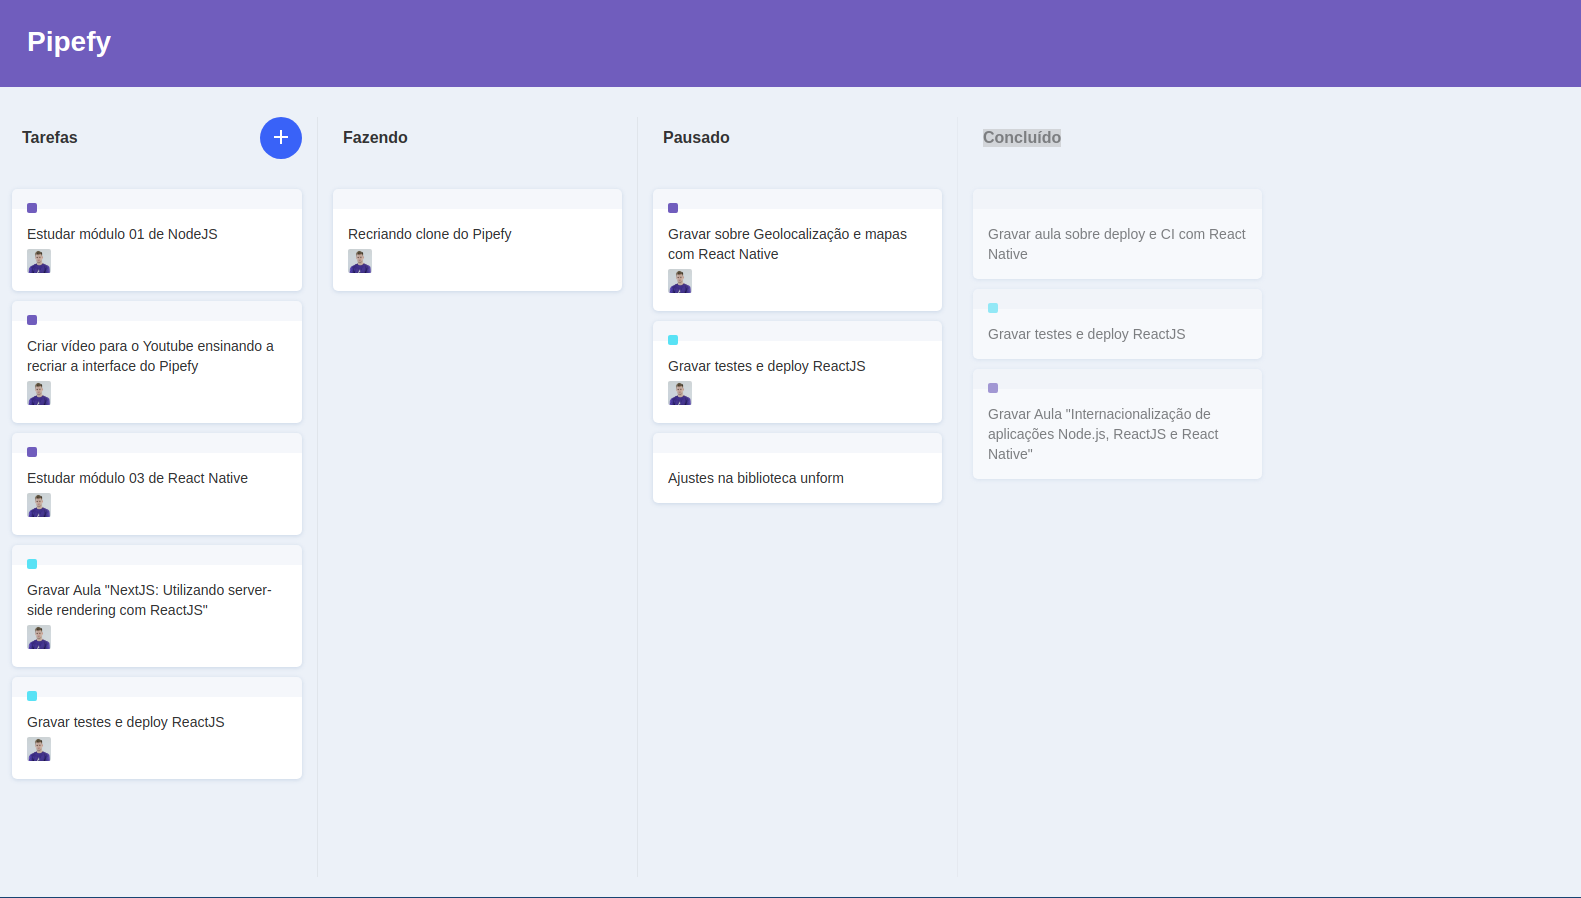 Pipefy
Tarefas
Estudar módulo 01 de NodeJS
Criar vídeo para o Youtube ensinando a
recriar a interface do Pipefy
Estudar módulo 03 de React Native
Gravar Aula "NextJS: Utilizando server-
side rendering com ReactJS"
Gravar testes e deploy ReactJS
Fazendo
Recriando clone do Pipefy
Pausado
Gravar sobre Geolocalização e mapas
com React Native
Gravar testes e deploy ReactJS
Ajustes na biblioteca unform
Concluído
Gravar aula sobre deploy e CI com React
Native
Gravar testes e deploy ReactJS
Gravar Aula "Internacionalização de
aplicações Node.js, ReactJS e React
Native"